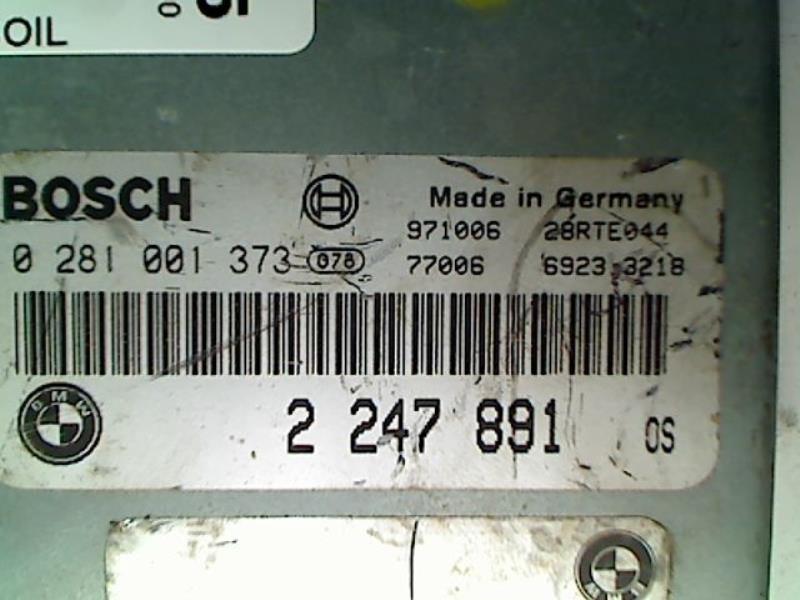 OIL
BOSCH
Made in Germany
971006 28RTE044
0 281 001 373 078
77006 6923 3218
BMW
2 247 891 OS